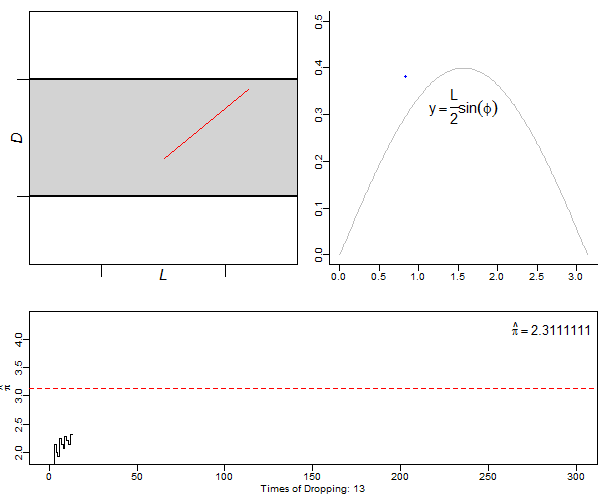 D
L
0.0 0.1 0.2 0.3 0.4 0.5
y = L/2 sin(ϕ)
0.0 0.5 1.0 1.5 2.0 2.5 3.0
π̂
2.0 2.5 3.0 3.5 4.0
π̂ = 2.3111111
0 50 100 150 200 250 300
Times of Dropping: 13